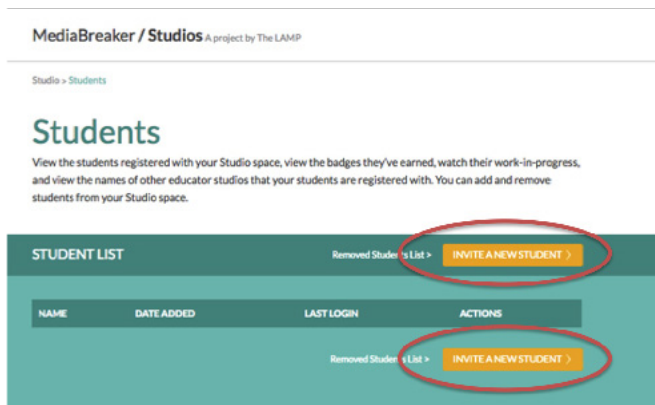 MediaBreaker / Studios A project by The LAMP
Studio > Students
Students
View the students registered with your Studio space, view the badges they've earned, watch their work-in-progress,
and view the names of other educator studios that your students are registered with. You can add and remove
students from your Studio space.
STUDENT LIST Removed Students List > INVITE A NEW STUDENT >
NAME DATE ADDED LAST LOGIN ACTIONS
Removed Students List > INVITE A NEW STUDENT >